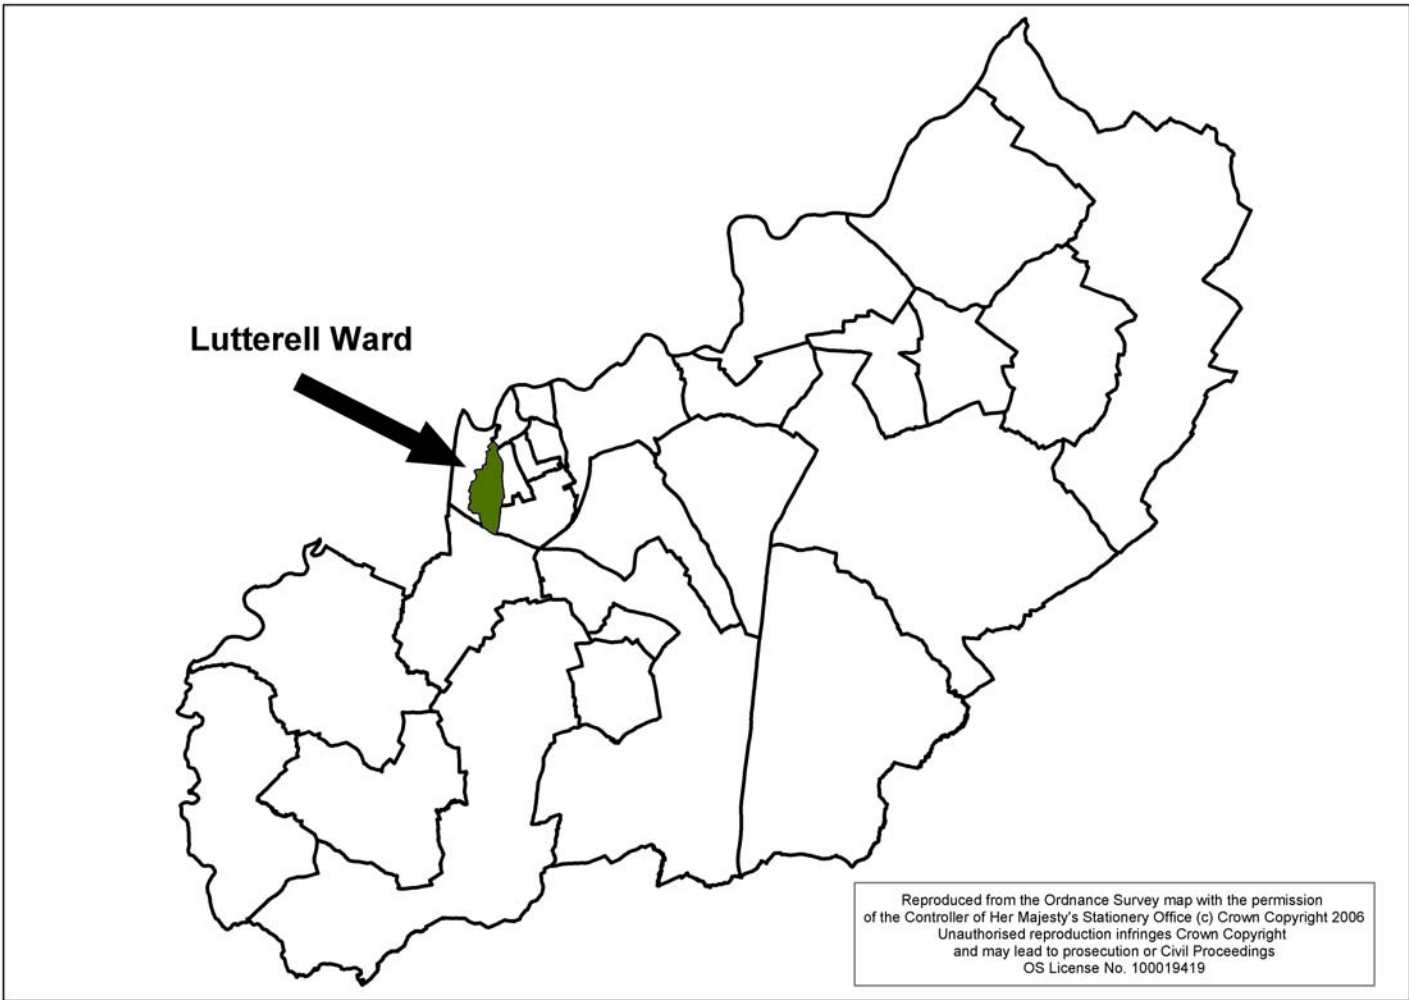 Lutterell Ward
Reproduced from the Ordnance Survey map with the permission
of the Controller of Her Majesty's Stationery Office (c) Crown Copyright 2006
Unauthorised reproduction infringes Crown Copyright
and may lead to prosecution or Civil Proceedings
OS License No. 100019419